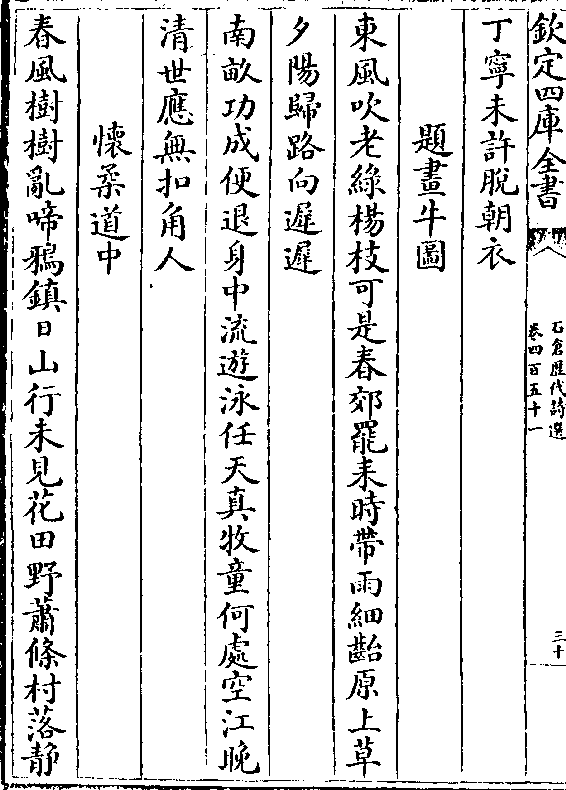 欽定四庫全書
石倉歷代詩選
卷四百五十一
三十
丁寧未許脫朝衣
題畫牛圖
東風吹老綠楊枝可是春郊罷耒時帶雨細齝原上草
夕陽歸路向遲遲
南畝功成便退身中流遊泳任天真牧童何處空江晚
清世應無扣角人
懷柔道中
春風樹樹亂啼鴉鎮日山行未見花田野蕭條村落静